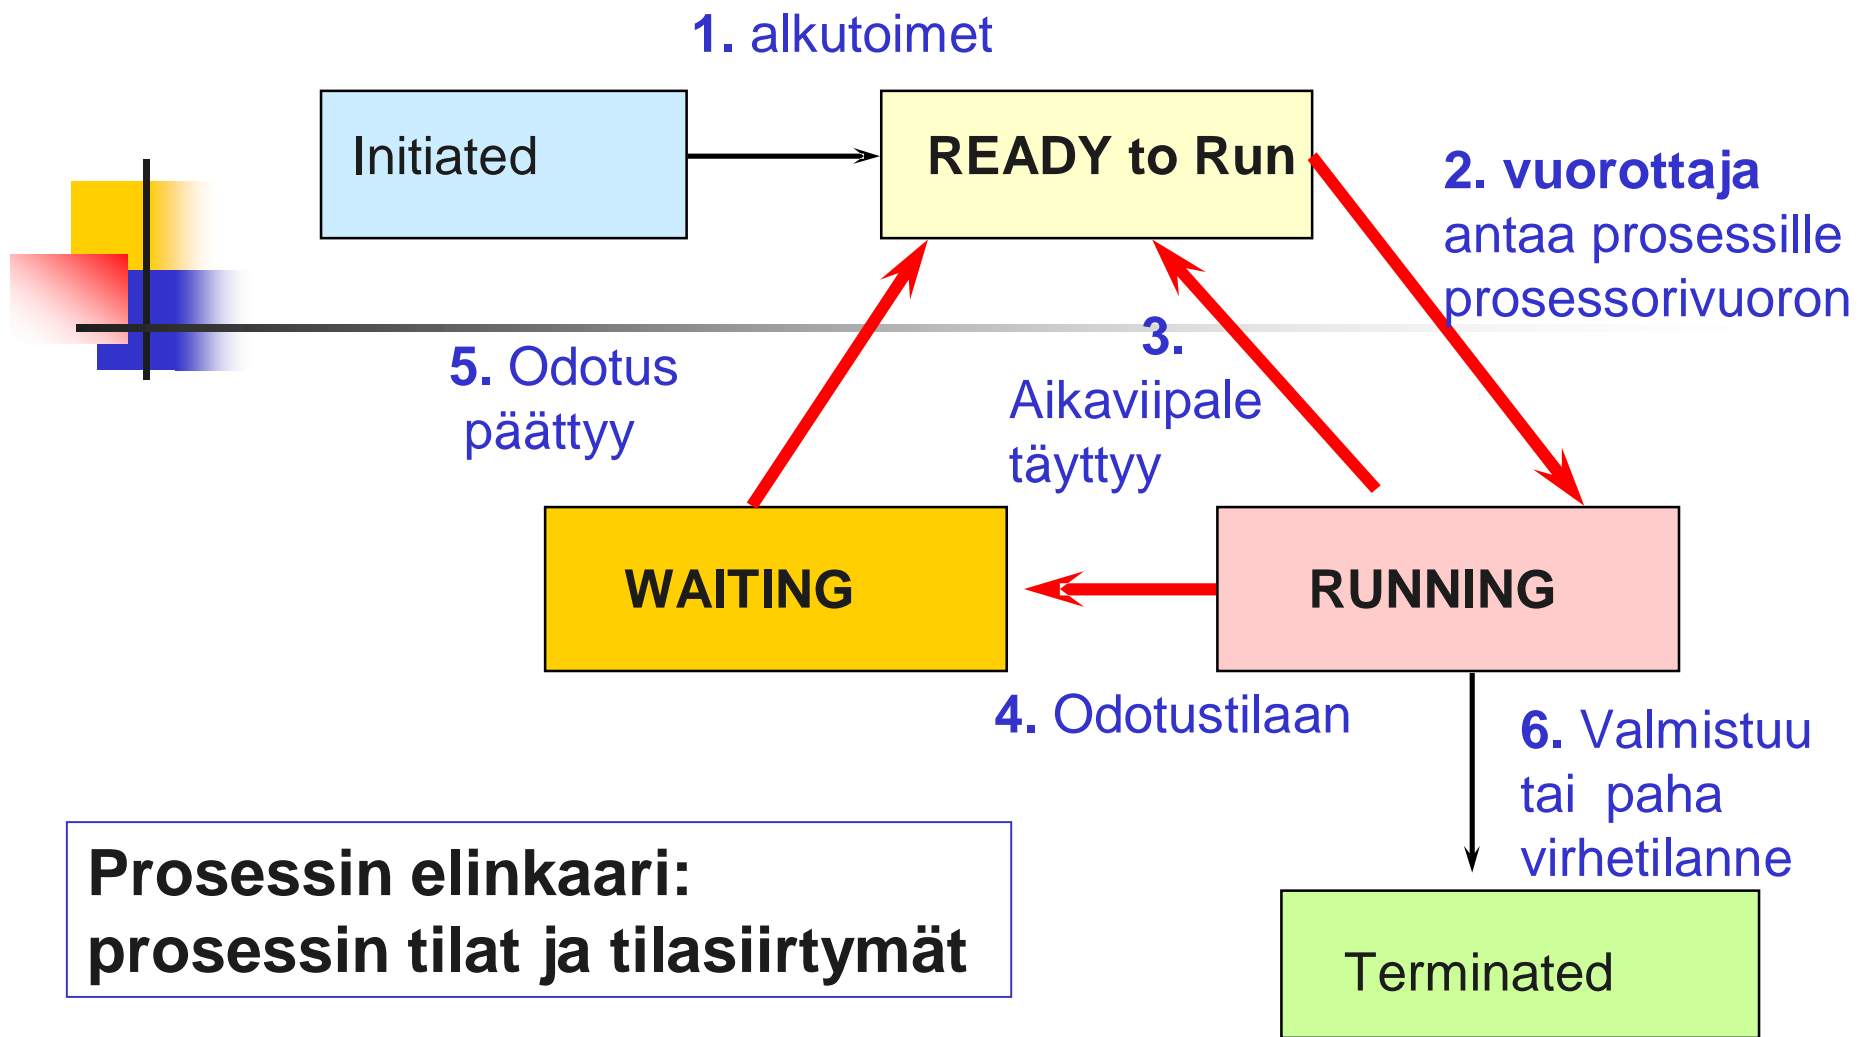 1. alkutoimet
Initiated
READY to Run
2. vuorottaja
antaa prosessille
prosessorivuoron
3.
Aikaviipale
täyttyy
5. Odotus
päättyy
WAITING
RUNNING
4. Odotustilaan
6. Valmistuu
tai paha
virhetilanne
Prosessin elinkaari:
prosessin tilat ja tilasiirtymät
Terminated